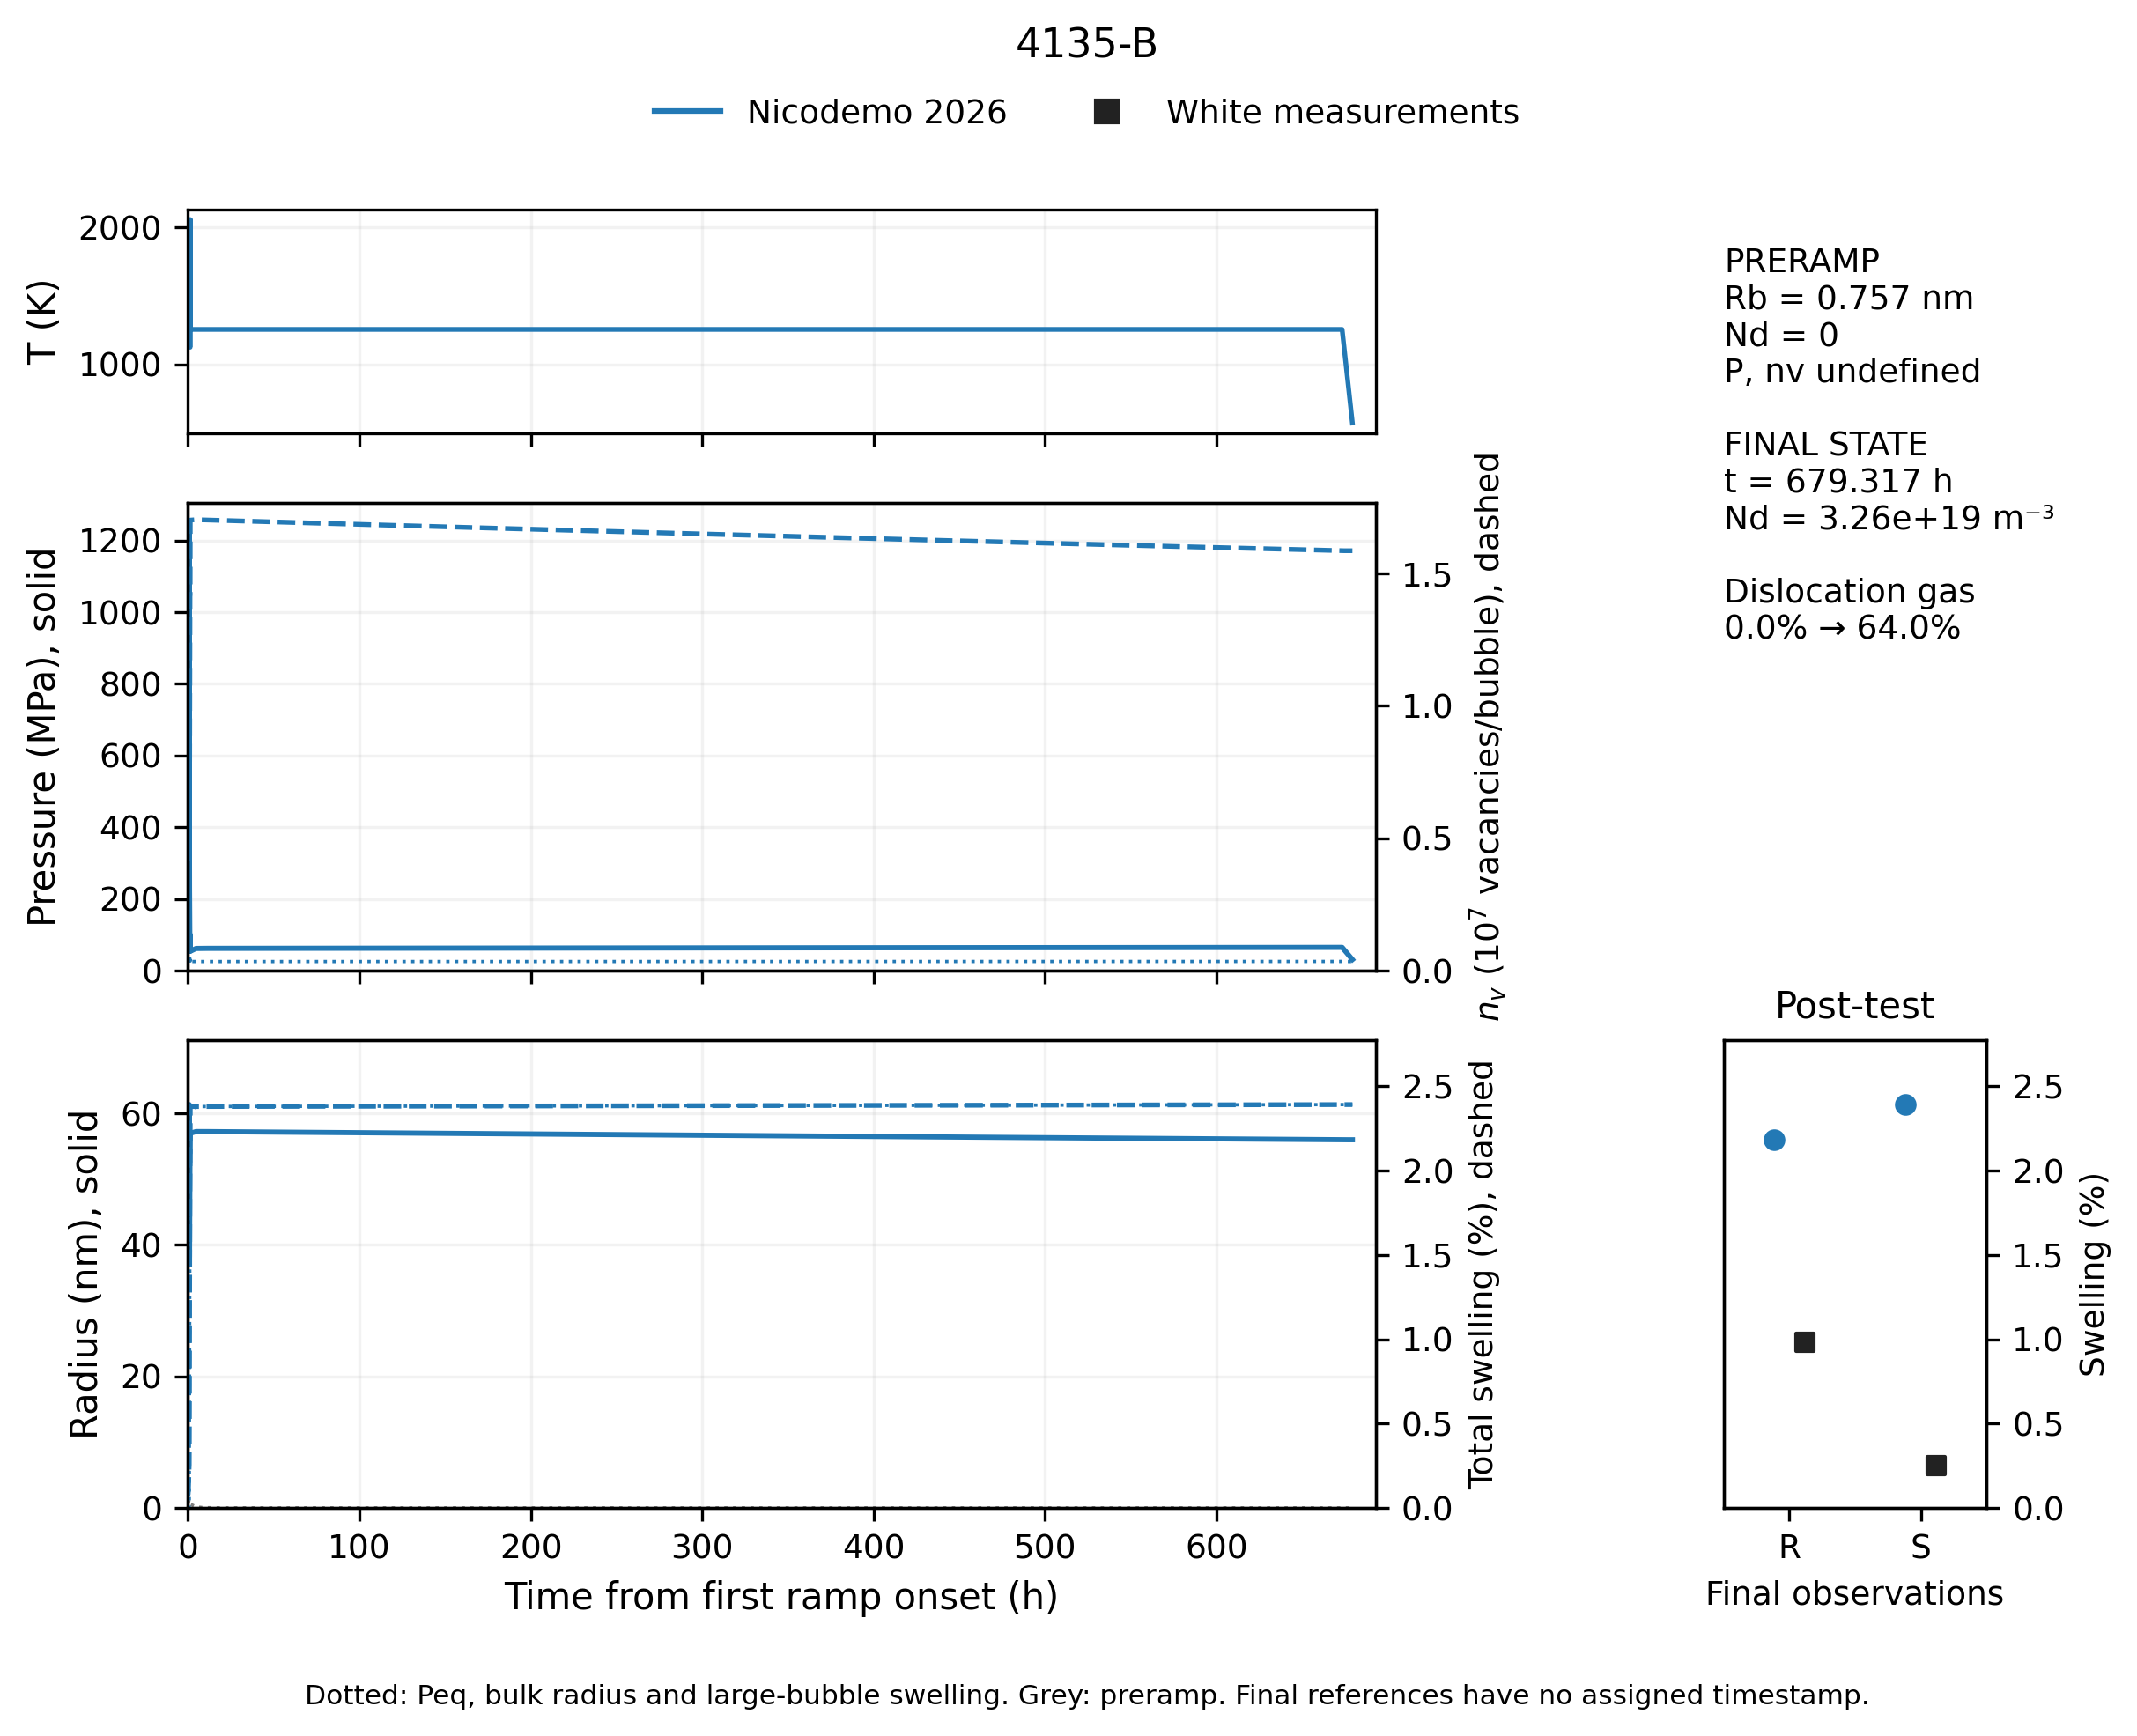 4135-B
Nicodemo 2026
White measurements
T (K)
2000
1000
PRERAMP
Rb = 0.757 nm
Nd = 0
P, nv undefined
FINAL STATE
t = 679.317 h
Nd = 3.26e+19 m⁻³
Dislocation gas
0.0% → 64.0%
Pressure (MPa), solid
1200
1000
800
600
400
200
0
1.5
1.0
0.5
0.0
n_v (10⁷ vacancies/bubble), dashed
Radius (nm), solid
60
40
20
0
2.5
2.0
1.5
1.0
0.5
0.0
Total swelling (%), dashed
0 100 200 300 400 500 600
Time from first ramp onset (h)
Post-test
2.5
2.0
1.5
1.0
0.5
0.0
Swelling (%)
R S
Final observations
Dotted: Peq, bulk radius and large-bubble swelling. Grey: preramp. Final references have no assigned timestamp.